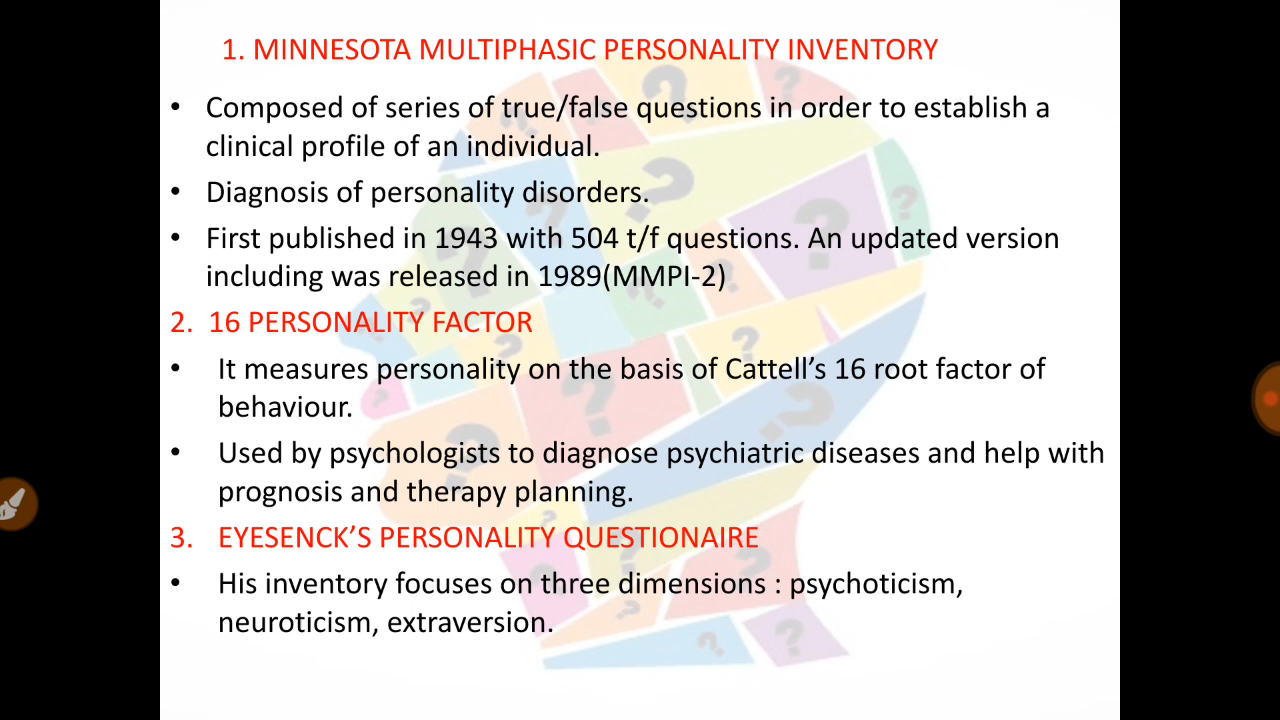 1. MINNESOTA MULTIPHASIC PERSONALITY INVENTORY
• Composed of series of true/false questions in order to establish a
clinical profile of an individual.
• Diagnosis of personality disorders.
• First published in 1943 with 504 t/f questions. An updated version
including was released in 1989(MMPI-2)
2. 16 PERSONALITY FACTOR
• It measures personality on the basis of Cattell’s 16 root factor of
behaviour.
• Used by psychologists to diagnose psychiatric diseases and help with
prognosis and therapy planning.
3. EYESENCK’S PERSONALITY QUESTIONAIRE
• His inventory focuses on three dimensions : psychoticism,
neuroticism, extraversion.